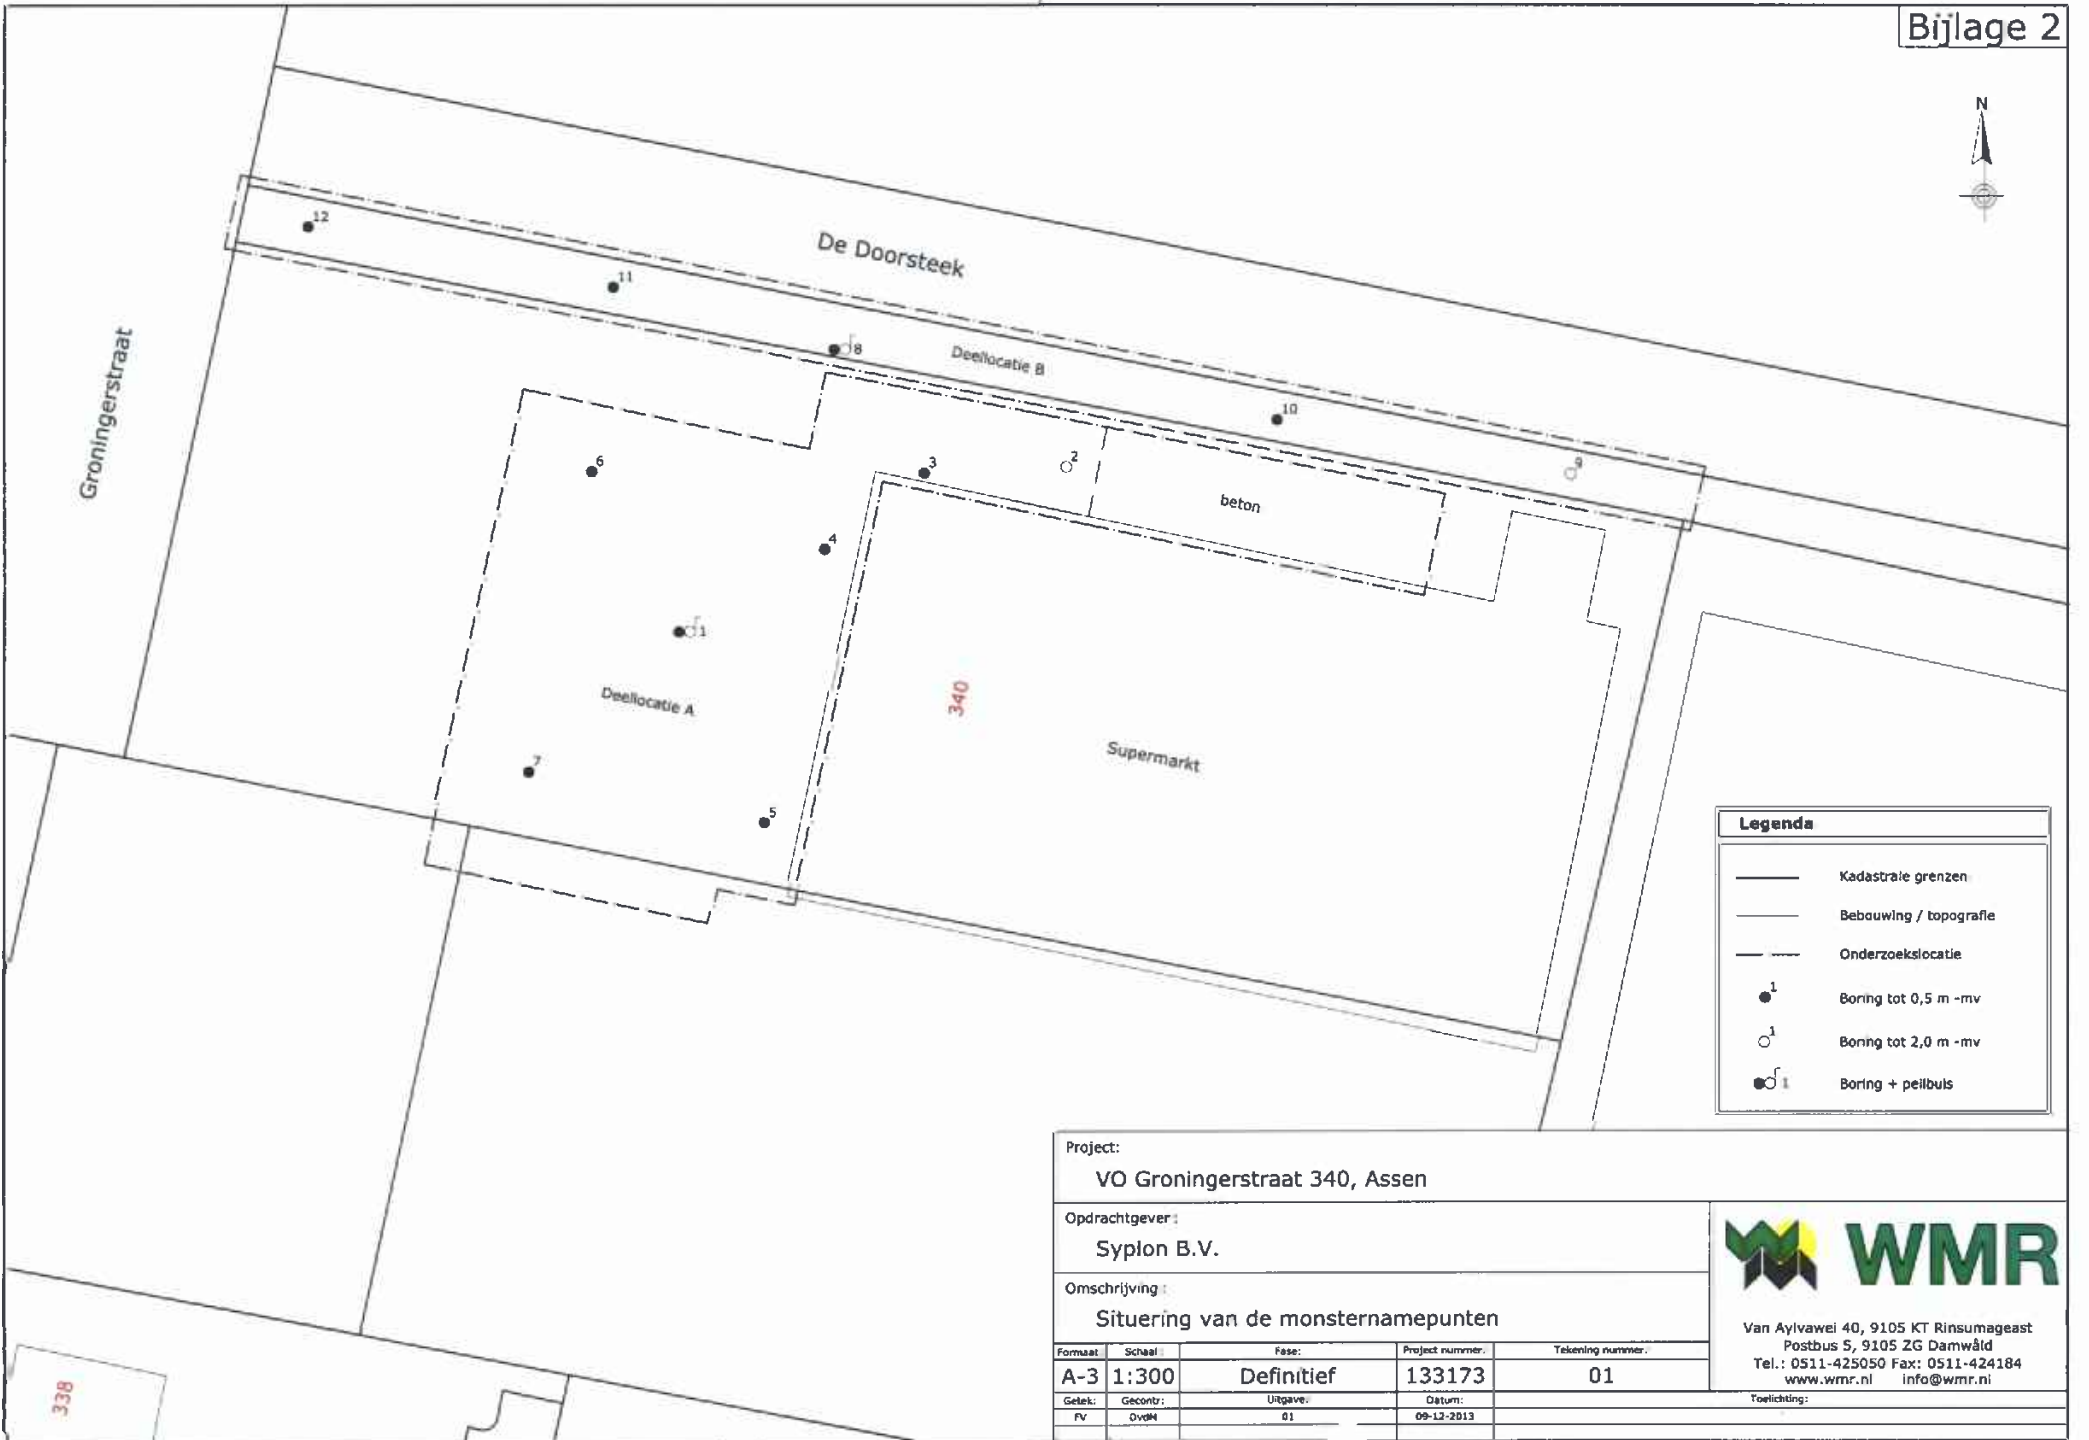 Bijlage 2
N
De Doorsteek
Groningerstraat
12
11
8
Deellocatie B
10
9
6
3
2
beton
4
1
Deellocatie A
340
Supermarkt
7
5
338
Legenda
Kadastrale grenzen
Bebouwing / topografie
Onderzoekslocatie
1 Boring tot 0,5 m -mv
1 Boring tot 2,0 m -mv
1 Boring + peilbuis
Project:
VO Groningerstraat 340, Assen
Opdrachtgever:
Syplon B.V.
Omschrijving:
Situering van de monsternamepunten
Formaat Schaal: Fase: Project nummer: Tekening nummer:
A-3 1:300 Definitief 133173 01
Getek: Gecontr: Uitgave: Datum: Toelichting:
FV DvdH 01 09-12-2013
WMR
Van Aylvawei 40, 9105 KT Rinsumageast
Postbus 5, 9105 ZG Damwâld
Tel.: 0511-425050 Fax: 0511-424184
www.wmr.nl info@wmr.nl